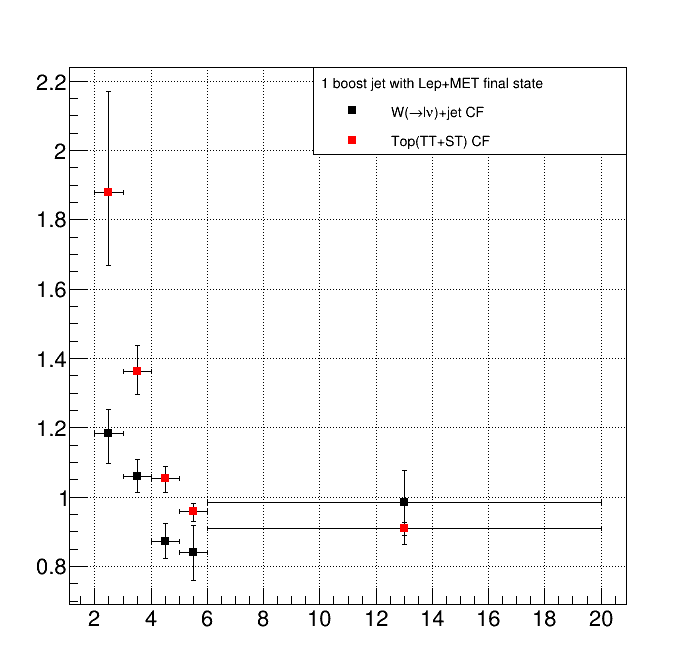 1 boost jet with Lep+MET final state
W(→lν)+jet CF
Top(TT+ST) CF
2.2
2
1.8
1.6
1.4
1.2
1
0.8
2 4 6 8 10 12 14 16 18 20